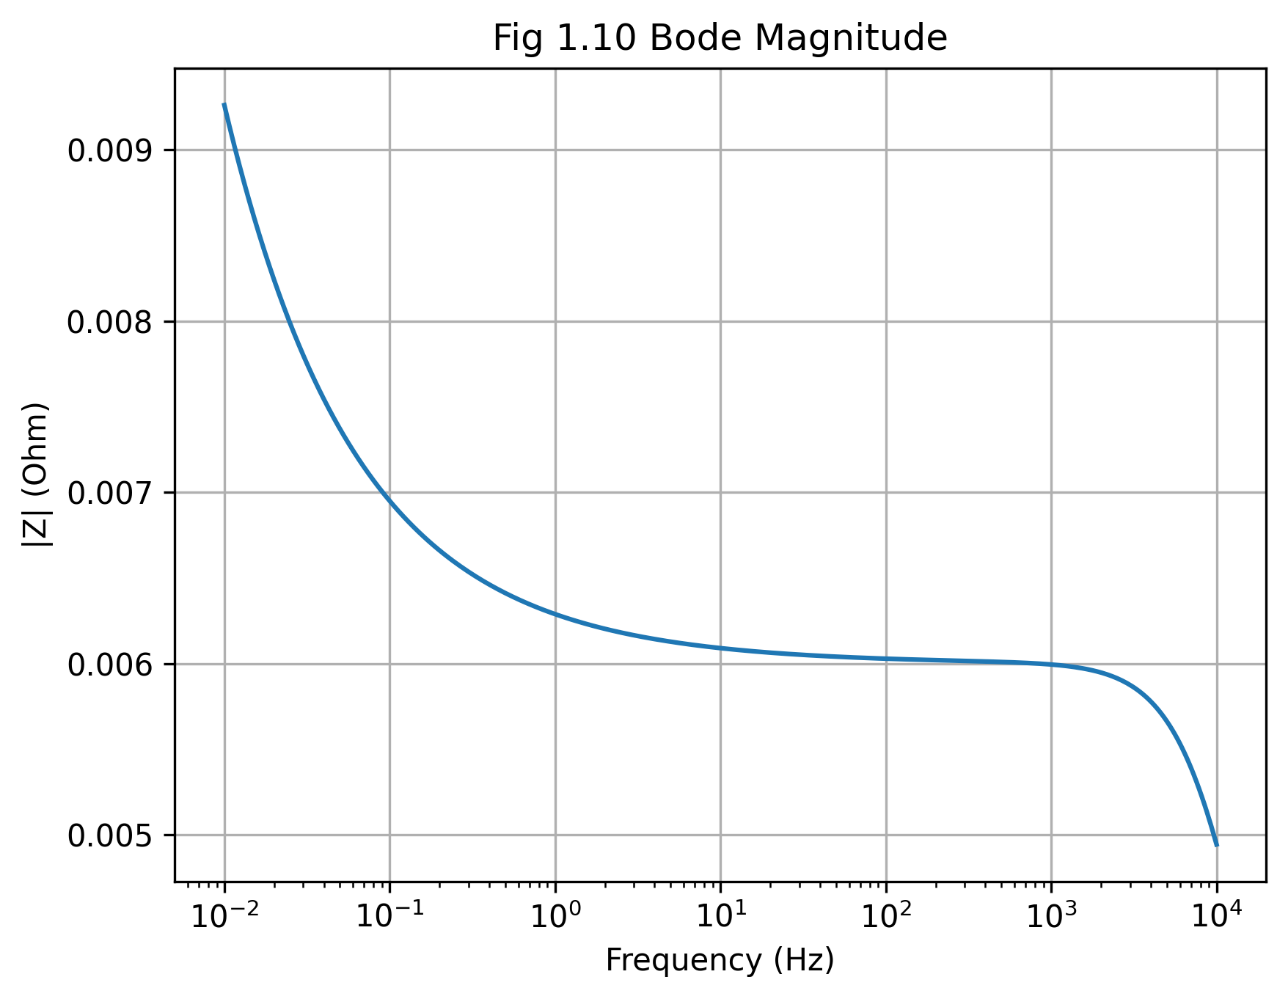 Fig 1.10 Bode Magnitude
|Z| (Ohm)
0.009
0.008
0.007
0.006
0.005
10⁻² 10⁻¹ 10⁰ 10¹ 10² 10³ 10⁴
Frequency (Hz)